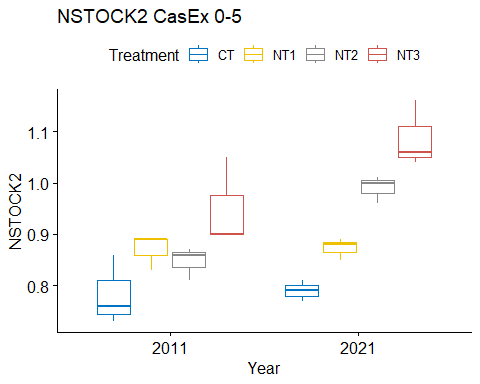 NSTOCK2 CasEx 0-5
Treatment CT NT1 NT2 NT3
1.1
1.0
0.9
0.8
NSTOCK2
2011 2021
Year